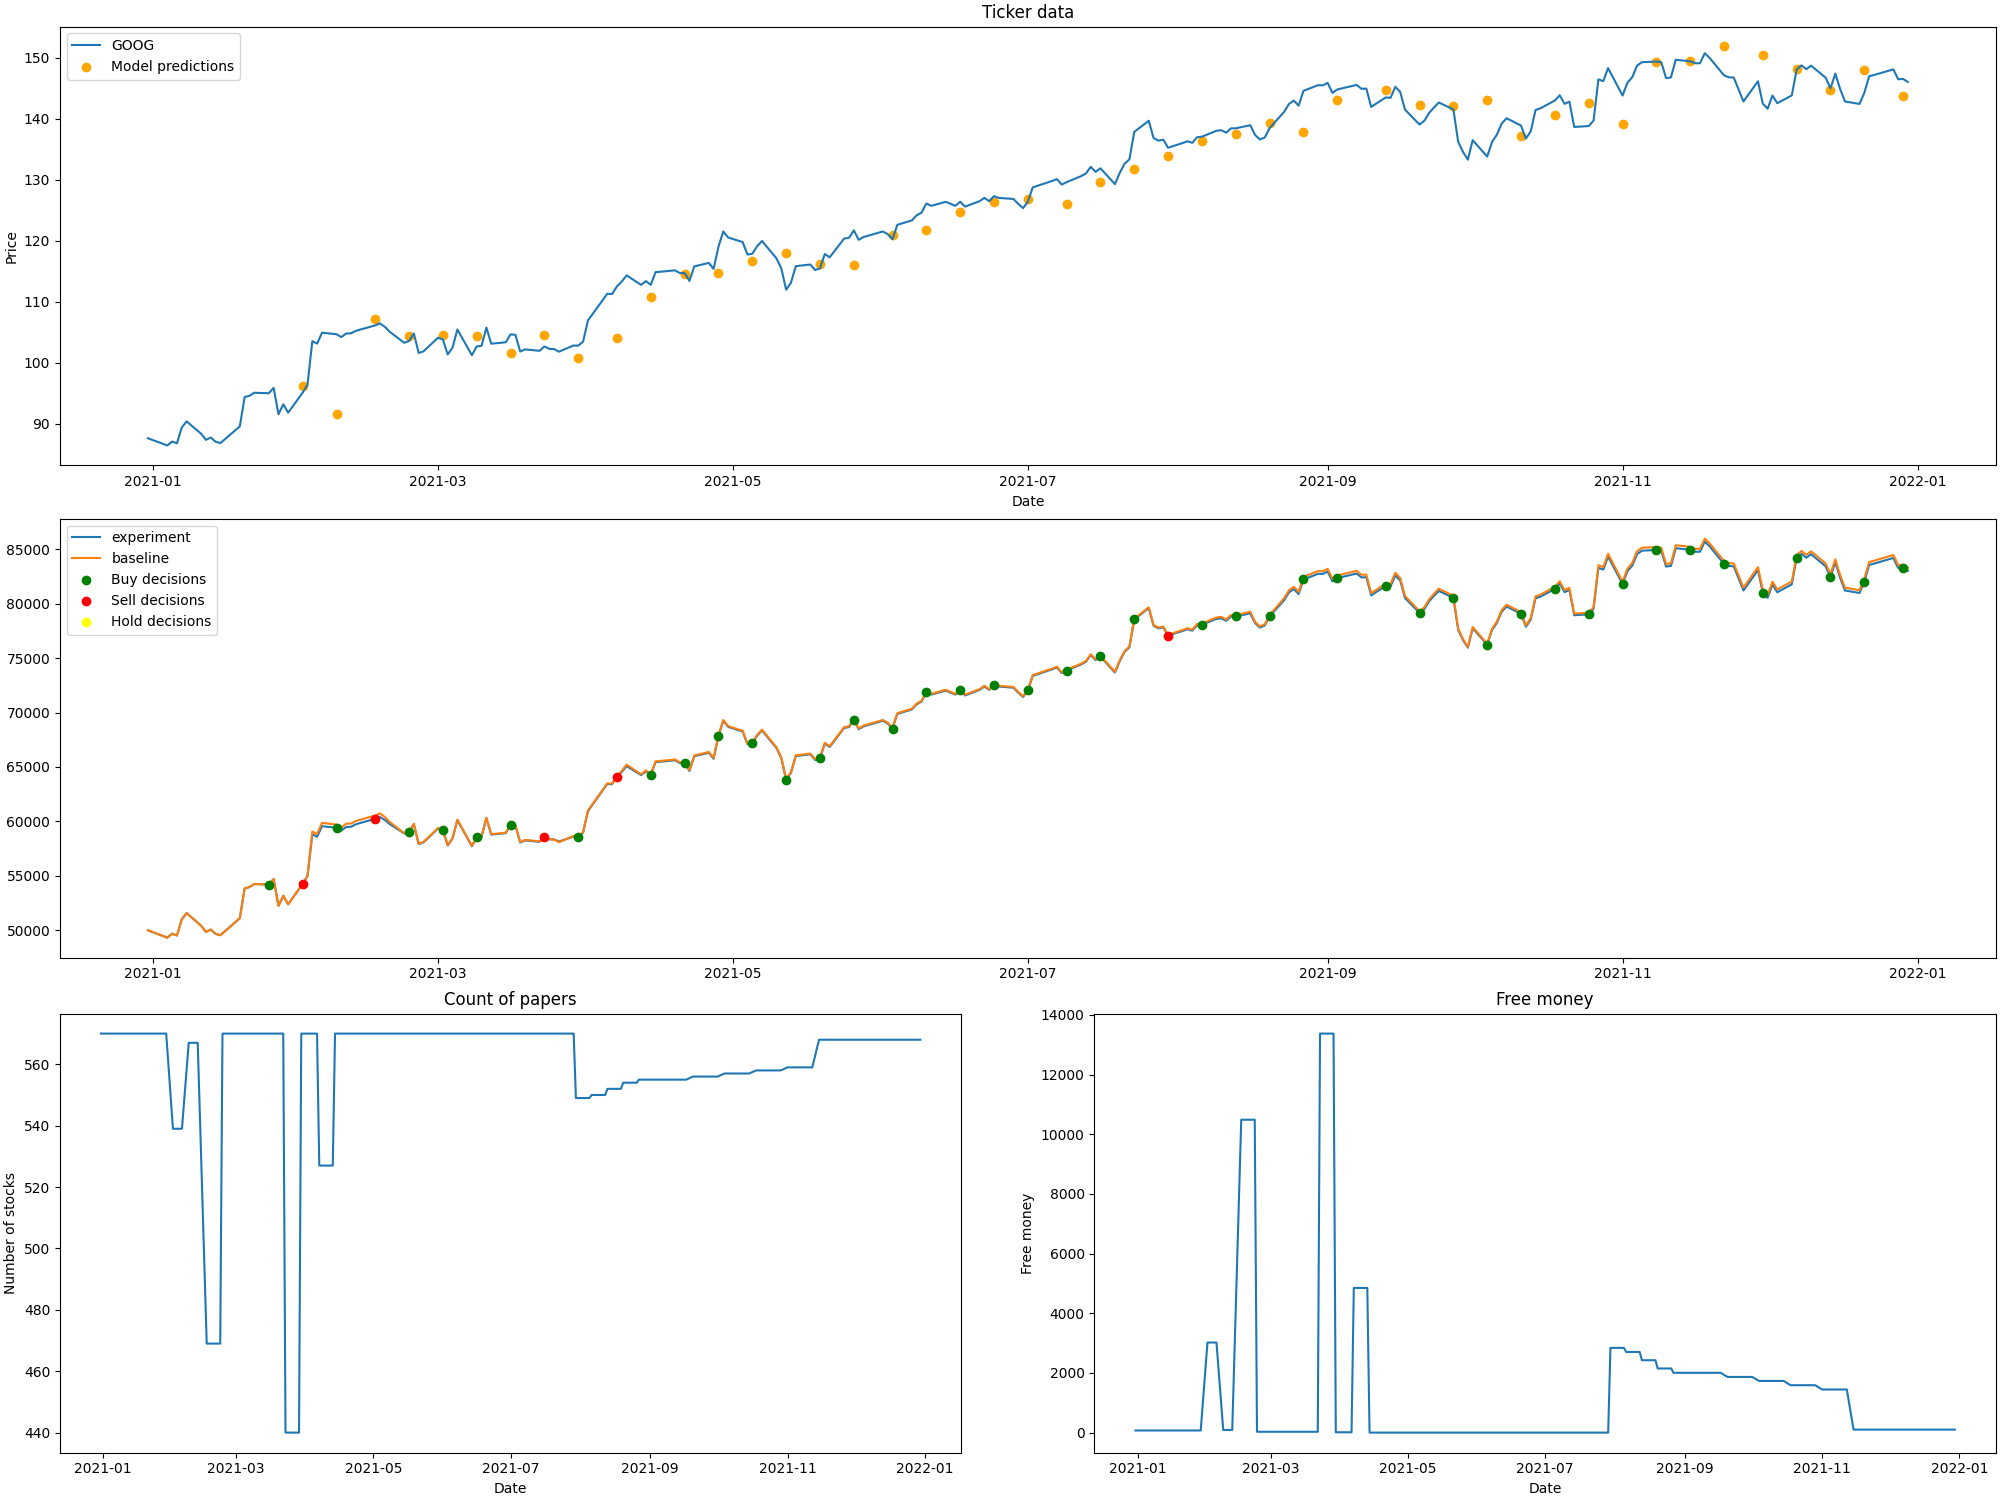 Ticker data
GOOG
Model predictions
150
140
130
120
110
100
90
Price
2021-01 2021-03 2021-05 2021-07 2021-09 2021-11 2022-01
Date
experiment
baseline
Buy decisions
Sell decisions
Hold decisions
85000
80000
75000
70000
65000
60000
55000
50000
2021-01 2021-03 2021-05 2021-07 2021-09 2021-11 2022-01
Count of papers
560
540
520
500
480
460
440
Number of stocks
2021-01 2021-03 2021-05 2021-07 2021-09 2021-11 2022-01
Date
Free money
14000
12000
10000
8000
6000
4000
2000
0
Free money
2021-01 2021-03 2021-05 2021-07 2021-09 2021-11 2022-01
Date